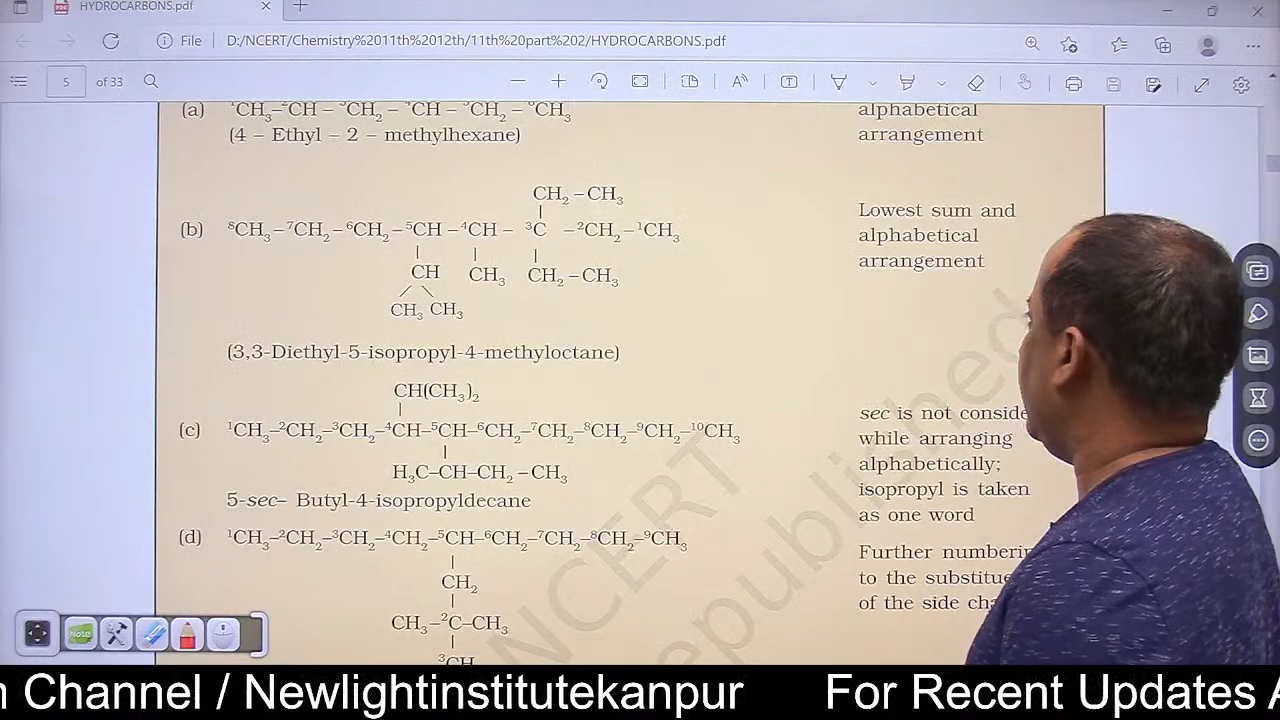 HYDROCARBONS.pdf
File D:/NCERT/Chemistry%2011th%2012th/11th%20part%202/HYDROCARBONS.pdf
5 of 33
(a) ¹CH₃–²CH – ³CH₂ – ⁴CH – ⁵CH₂ – ⁶CH₃
(4 – Ethyl – 2 – methylhexane)
alphabetical
arrangement
CH₂ – CH₃
(b) ⁸CH₃–⁷CH₂–⁶CH₂–⁵CH –⁴CH – ³C –²CH₂–¹CH₃
CH CH₃ CH₂ – CH₃
CH₃ CH₃
(3,3-Diethyl-5-isopropyl-4-methyloctane)
Lowest sum and
alphabetical
arrangement
CH(CH₃)₂
(c) ¹CH₃–²CH₂–³CH₂–⁴CH–⁵CH–⁶CH₂–⁷CH₂–⁸CH₂–⁹CH₂–¹⁰CH₃
H₃C–CH–CH₂ – CH₃
5-sec– Butyl-4-isopropyldecane
sec is not conside
while arranging
alphabetically;
isopropyl is taken
as one word
(d) ¹CH₃–²CH₂–³CH₂–⁴CH₂–⁵CH–⁶CH₂–⁷CH₂–⁸CH₂–⁹CH₃
CH₂
CH₃–²C–CH₃
³CH
Further numberin
to the substitue
of the side cha
NCERT
republished
Note
n Channel / Newlightinstitutekanpur For Recent Updates A